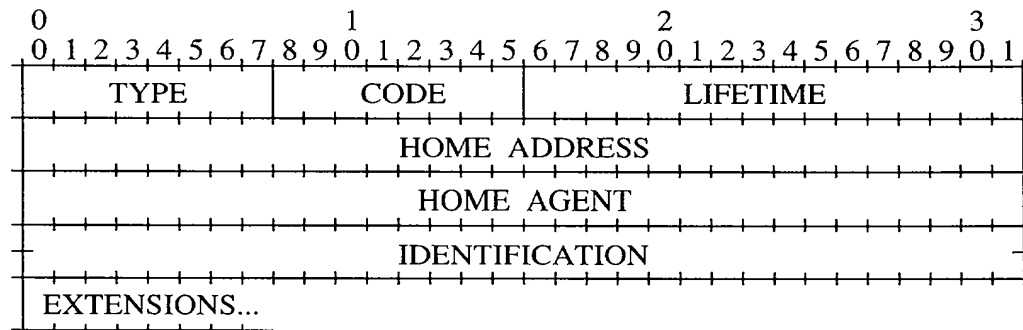 0 1 2 3
0 1 2 3 4 5 6 7 8 9 0 1 2 3 4 5 6 7 8 9 0 1 2 3 4 5 6 7 8 9 0 1
TYPE CODE LIFETIME
HOME ADDRESS
HOME AGENT
IDENTIFICATION
EXTENSIONS...